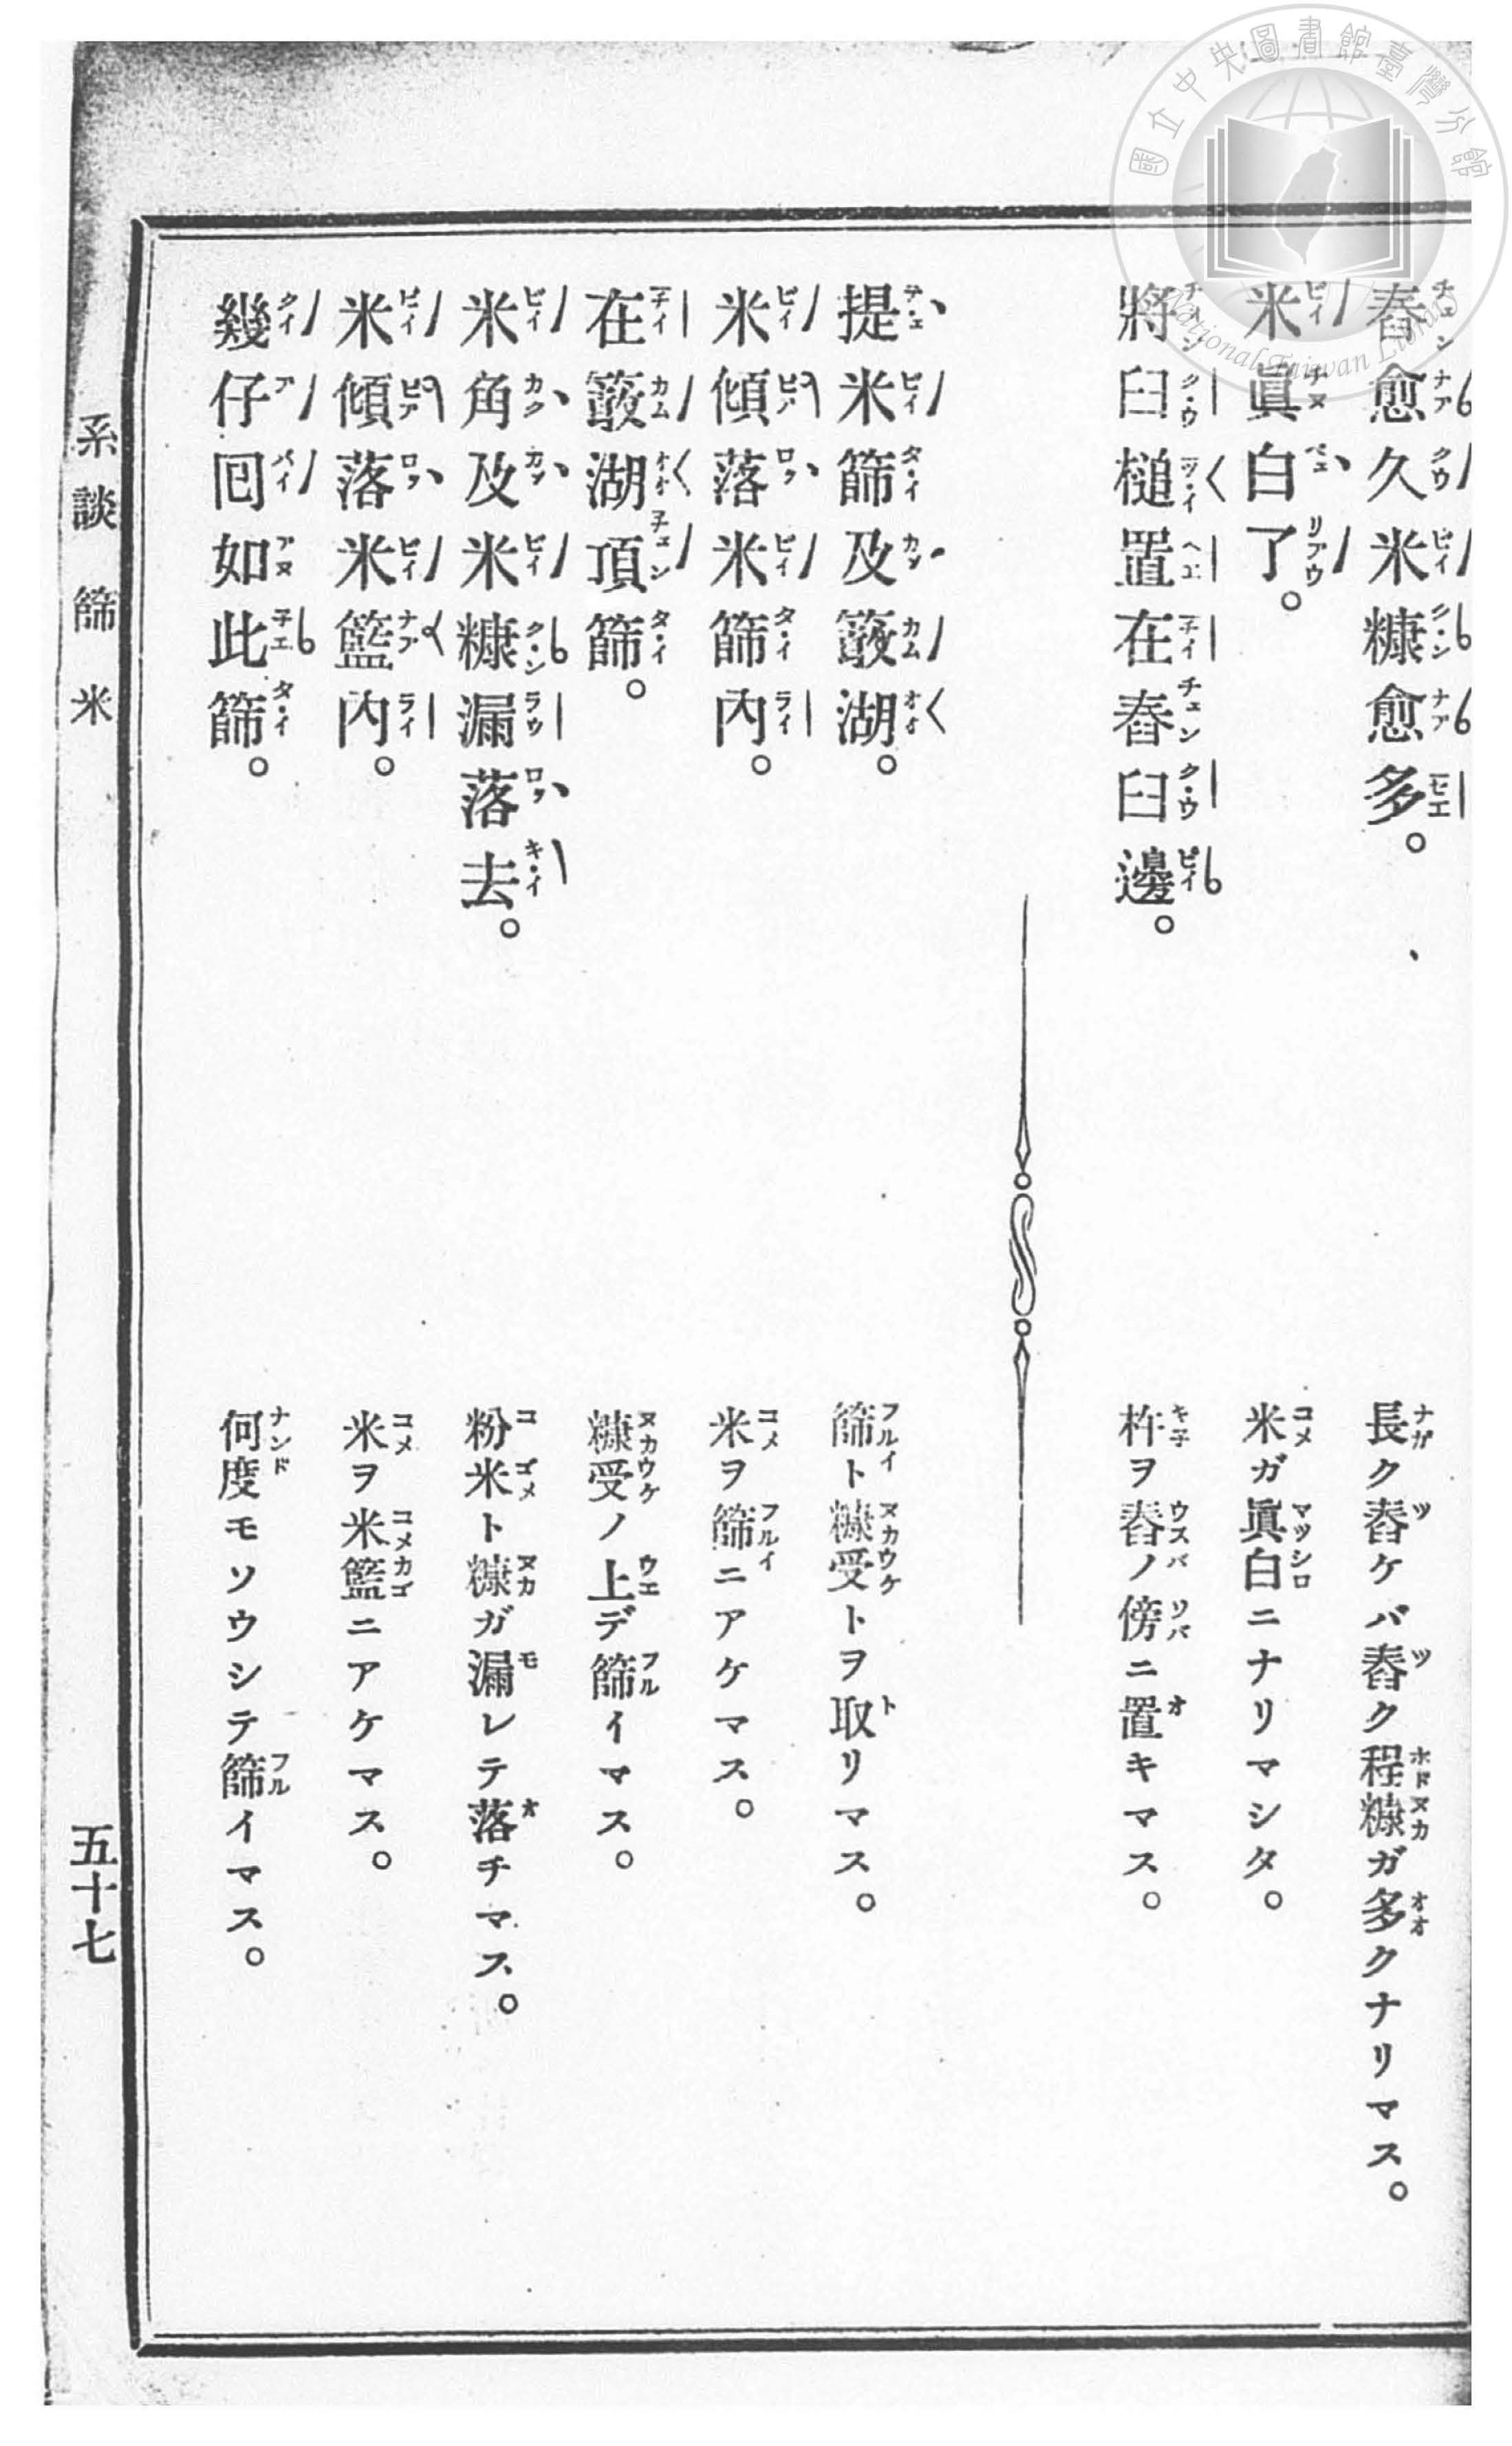 國立中央圖書館臺灣分館
National Taiwan Library
舂愈久米糠愈多。
長ク舂ケバ舂ク程糠ガ多クナリマス。
米眞白了。
米ガ眞白ニナリマシタ。
將臼槌置在舂臼邊。
杵ヲ舂ノ傍ニ置キマス。
提米篩及簸湖。
篩ト糠受トヲ取リマス。
米傾落米篩內。
米ヲ篩ニアケマス。
在簸湖頂篩。
糠受ノ上デ篩イマス。
米角及米糠漏落去。
粉米ト糠ガ漏レテ落チマス。
米傾落米籃內。
米ヲ米籃ニアケマス。
幾仔囘如此篩。
何度モソウシテ篩イマス。
系談 篩米
五十七